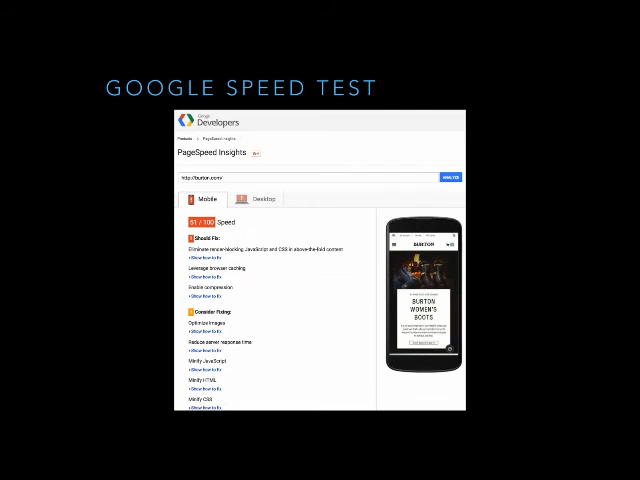 GOOGLE SPEED TEST
Google
Developers
Products > PageSpeed Insights
PageSpeed Insights
http://burton.com/
ANALYZE
Mobile
Desktop
51 / 100 Speed
! Should Fix:
Eliminate render-blocking JavaScript and CSS in above-the-fold content
Show how to fix
Leverage browser caching
Show how to fix
Enable compression
Show how to fix
! Consider Fixing:
Optimize images
Show how to fix
Reduce server response time
Show how to fix
Minify JavaScript
Show how to fix
Minify HTML
Show how to fix
Minify CSS
Show how to fix
BURTON
BURTON
WOMEN'S
BOOTS